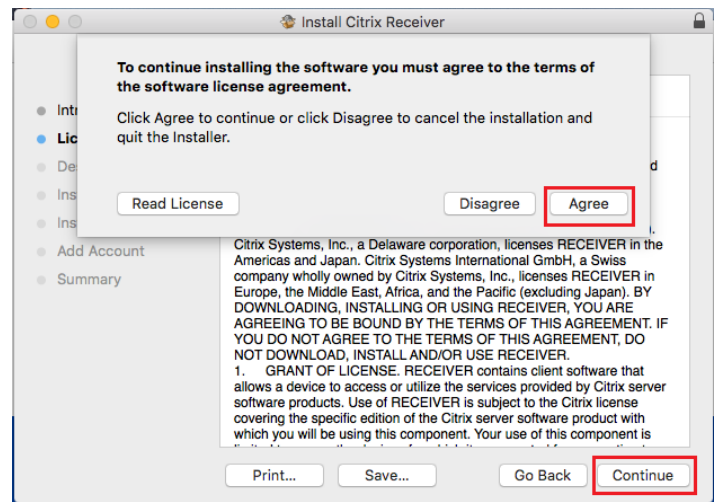 Install Citrix Receiver
To continue installing the software you must agree to the terms of
the software license agreement.
Click Agree to continue or click Disagree to cancel the installation and
quit the Installer.
Read License
Disagree
Agree
Intr
Lic
De
Ins
Ins
Add Account
Summary
d
Citrix Systems, Inc., a Delaware corporation, licenses RECEIVER in the
Americas and Japan. Citrix Systems International GmbH, a Swiss
company wholly owned by Citrix Systems, Inc., licenses RECEIVER in
Europe, the Middle East, Africa, and the Pacific (excluding Japan). BY
DOWNLOADING, INSTALLING OR USING RECEIVER, YOU ARE
AGREEING TO BE BOUND BY THE TERMS OF THIS AGREEMENT. IF
YOU DO NOT AGREE TO THE TERMS OF THIS AGREEMENT, DO
NOT DOWNLOAD, INSTALL AND/OR USE RECEIVER.
1. GRANT OF LICENSE. RECEIVER contains client software that
allows a device to access or utilize the services provided by Citrix server
software products. Use of RECEIVER is subject to the Citrix license
covering the specific edition of the Citrix server software product with
which you will be using this component. Your use of this component is
Print...
Save...
Go Back
Continue